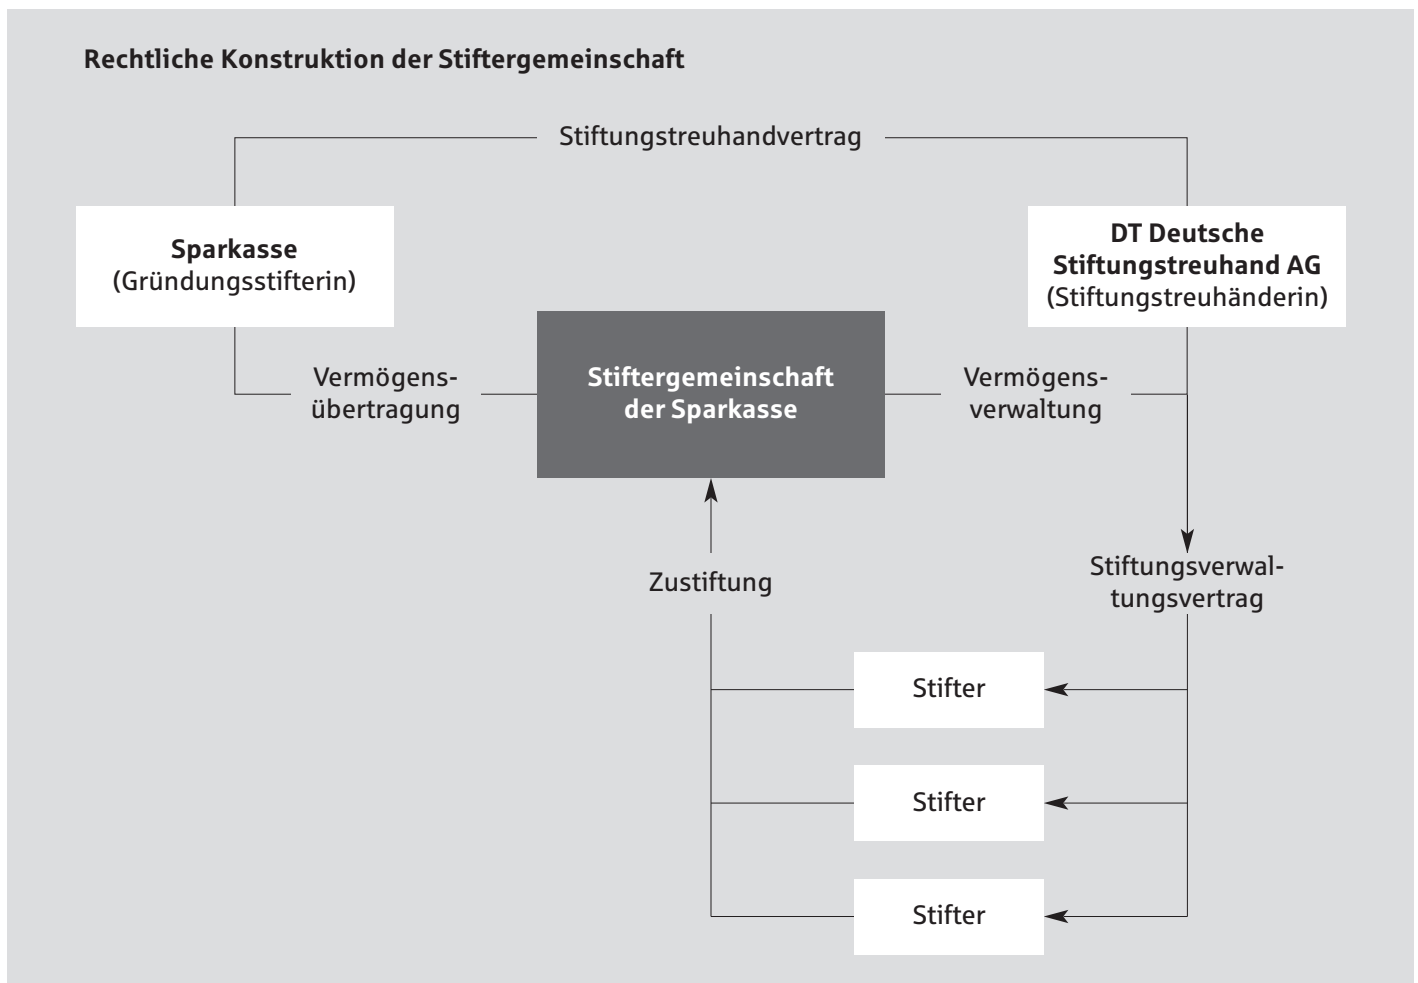 Rechtliche Konstruktion der Stiftergemeinschaft
Stiftungstreuhandvertrag
Sparkasse
(Gründungsstifterin)
DT Deutsche
Stiftungstreuhand AG
(Stiftungstreuhänderin)
Vermögens-
übertragung
Stiftergemeinschaft
der Sparkasse
Vermögens-
verwaltung
Zustiftung
Stiftungsverwal-
tungsvertrag
Stifter
Stifter
Stifter